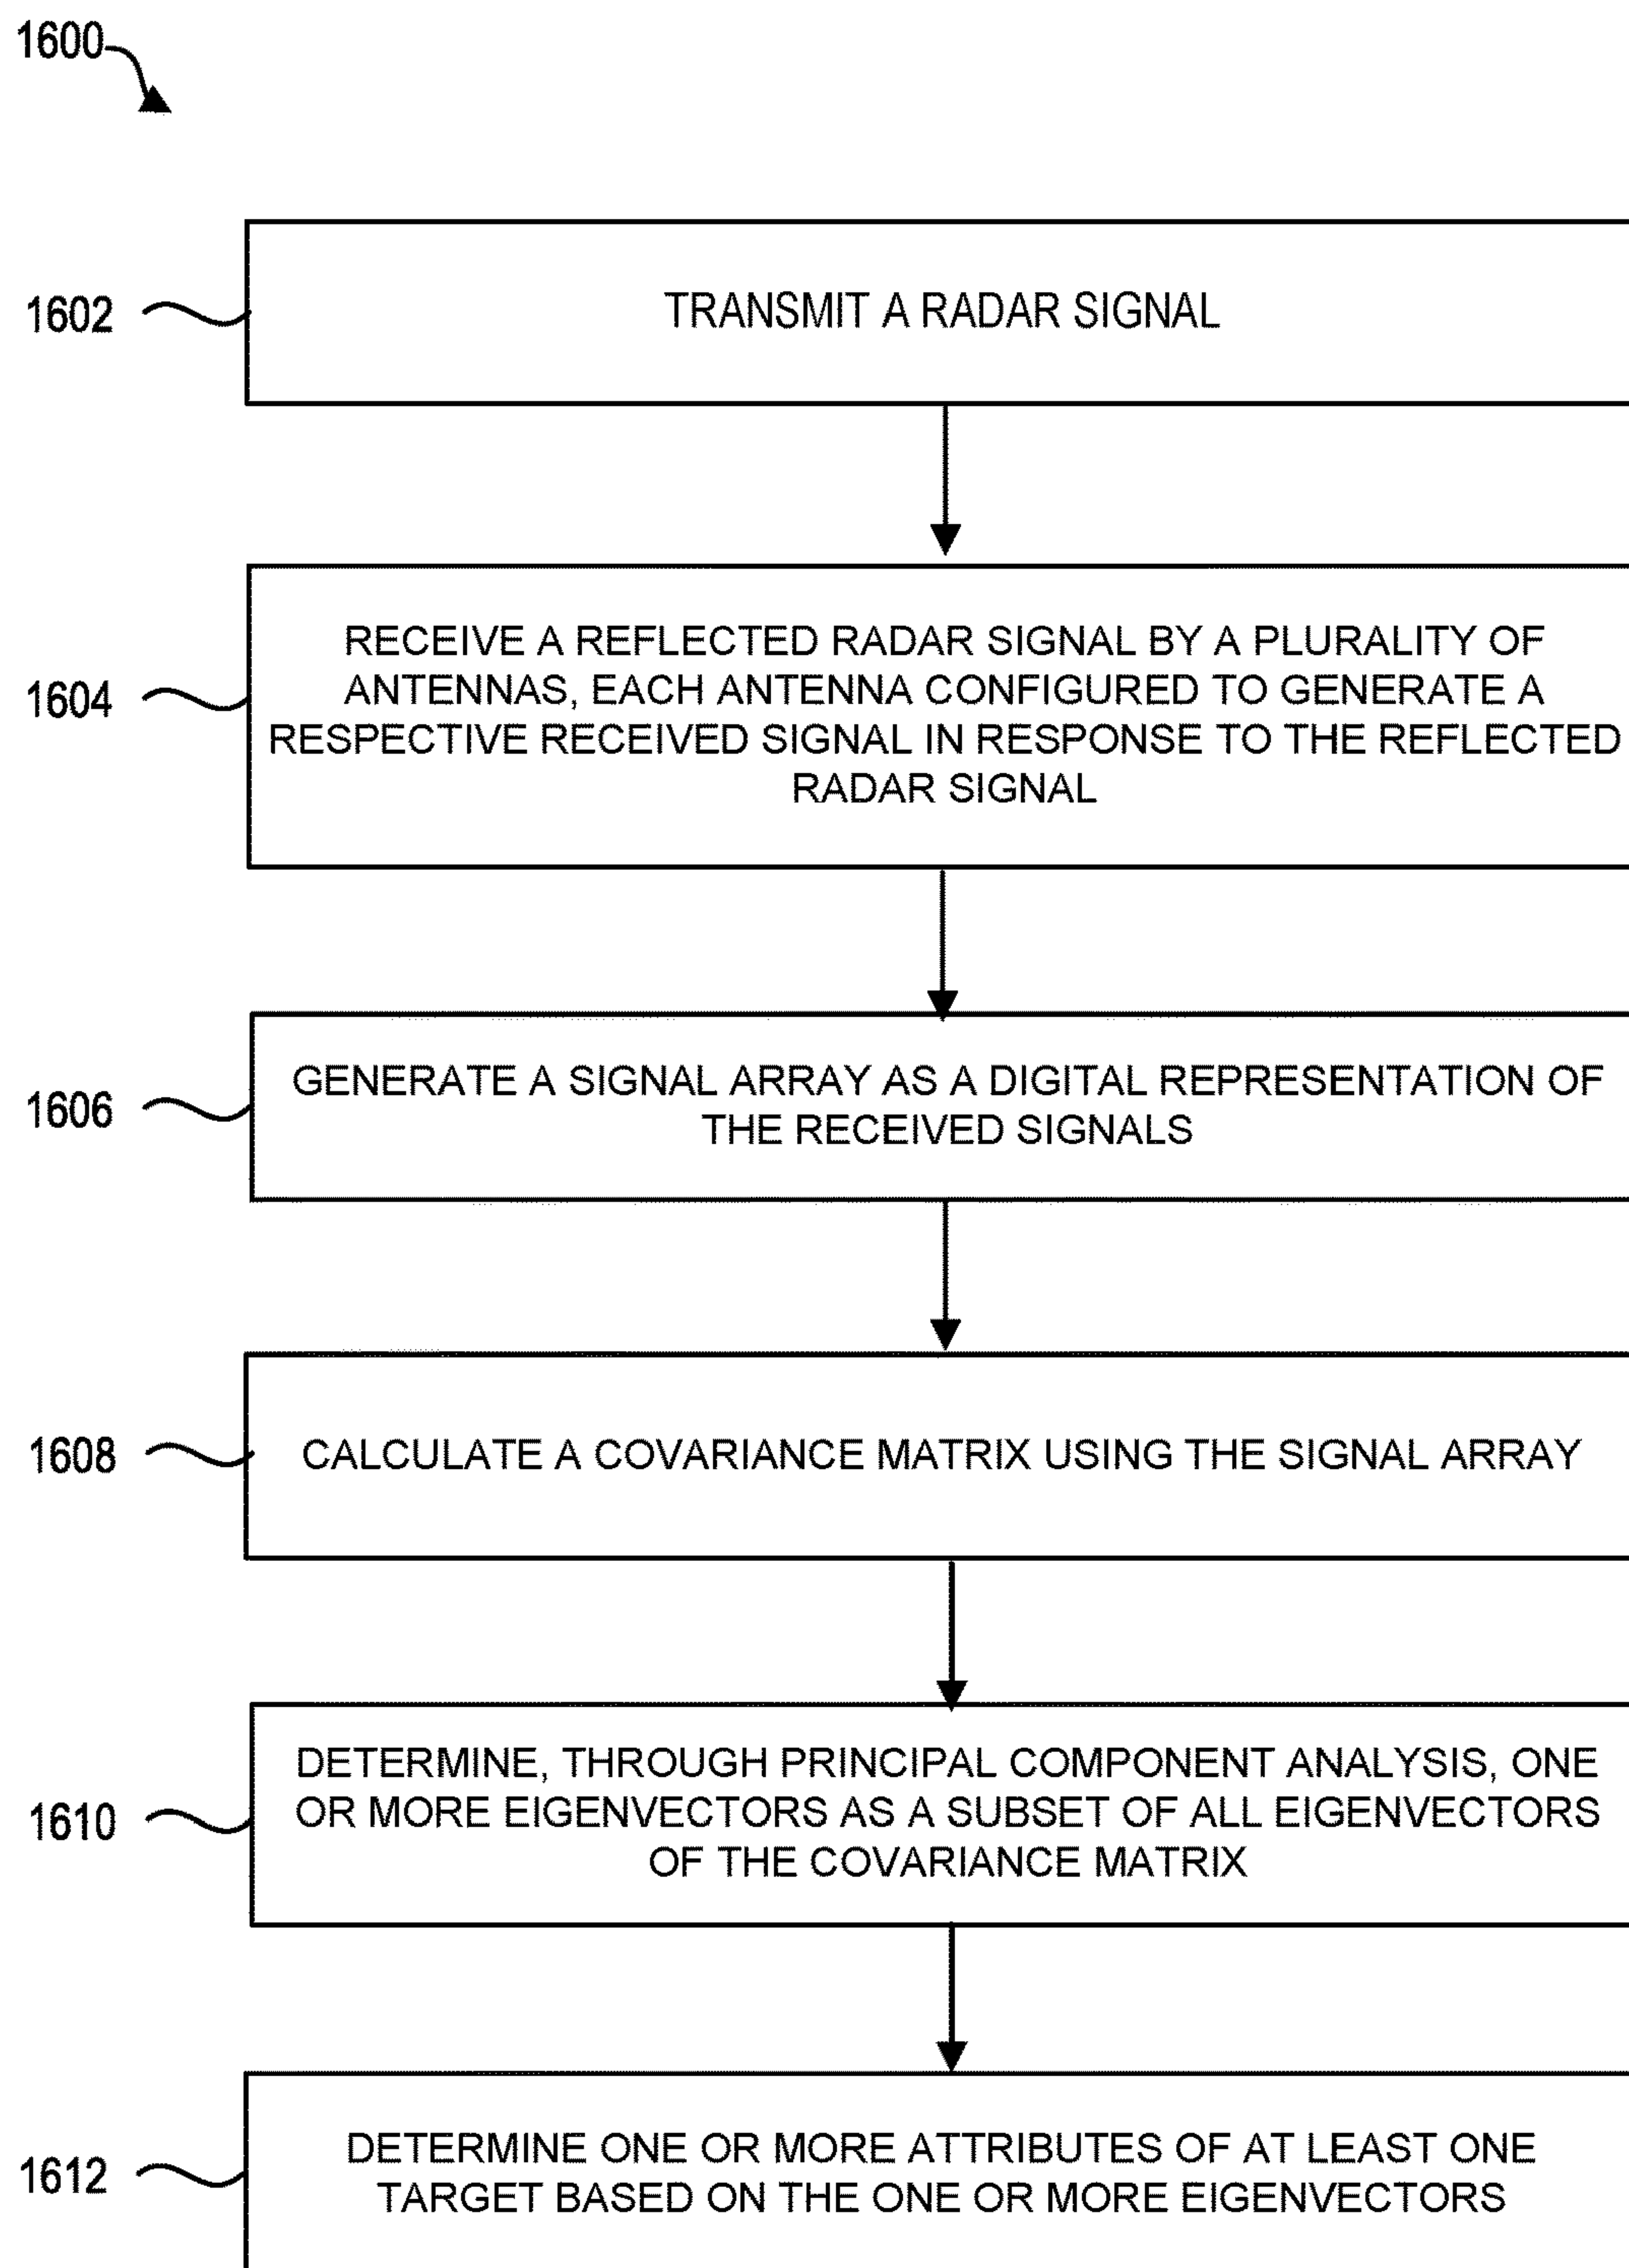 1600
1602
TRANSMIT A RADAR SIGNAL
1604
RECEIVE A REFLECTED RADAR SIGNAL BY A PLURALITY OF
ANTENNAS, EACH ANTENNA CONFIGURED TO GENERATE A
RESPECTIVE RECEIVED SIGNAL IN RESPONSE TO THE REFLECTED
RADAR SIGNAL
1606
GENERATE A SIGNAL ARRAY AS A DIGITAL REPRESENTATION OF
THE RECEIVED SIGNALS
1608
CALCULATE A COVARIANCE MATRIX USING THE SIGNAL ARRAY
1610
DETERMINE, THROUGH PRINCIPAL COMPONENT ANALYSIS, ONE
OR MORE EIGENVECTORS AS A SUBSET OF ALL EIGENVECTORS
OF THE COVARIANCE MATRIX
1612
DETERMINE ONE OR MORE ATTRIBUTES OF AT LEAST ONE
TARGET BASED ON THE ONE OR MORE EIGENVECTORS